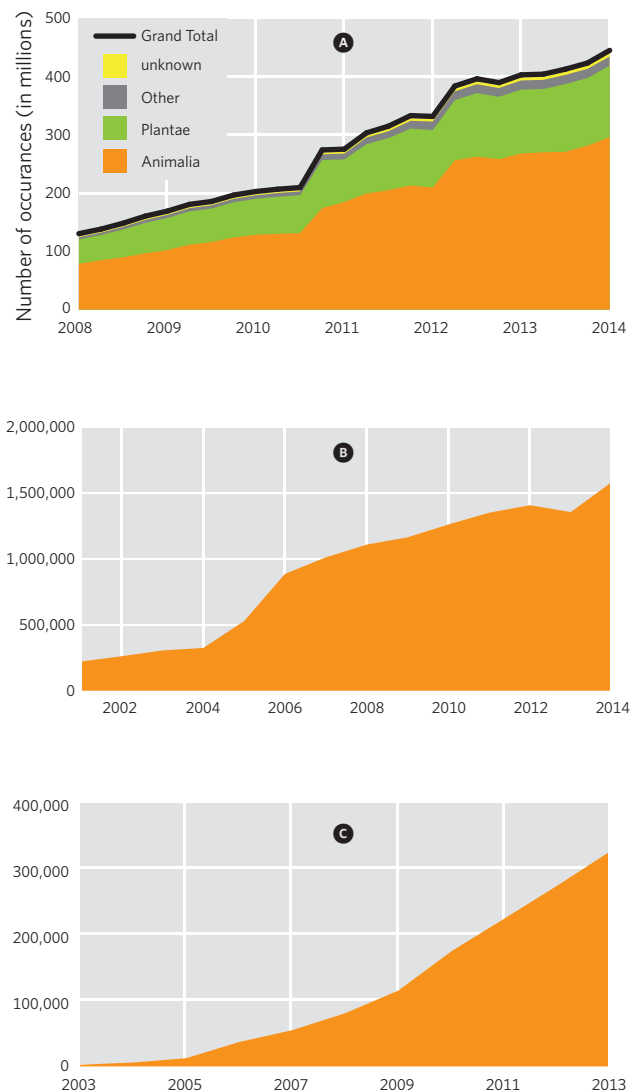 Number of occurances (in millions)
500
400
300
200
100
0
Grand Total
unknown
Other
Plantae
Animalia
A
2008 2009 2010 2011 2012 2013 2014
2,000,000
1,500,000
1,000,000
500,000
0
B
2002 2004 2006 2008 2010 2012 2014
400,000
300,000
200,000
100,000
0
C
2003 2005 2007 2009 2011 2013